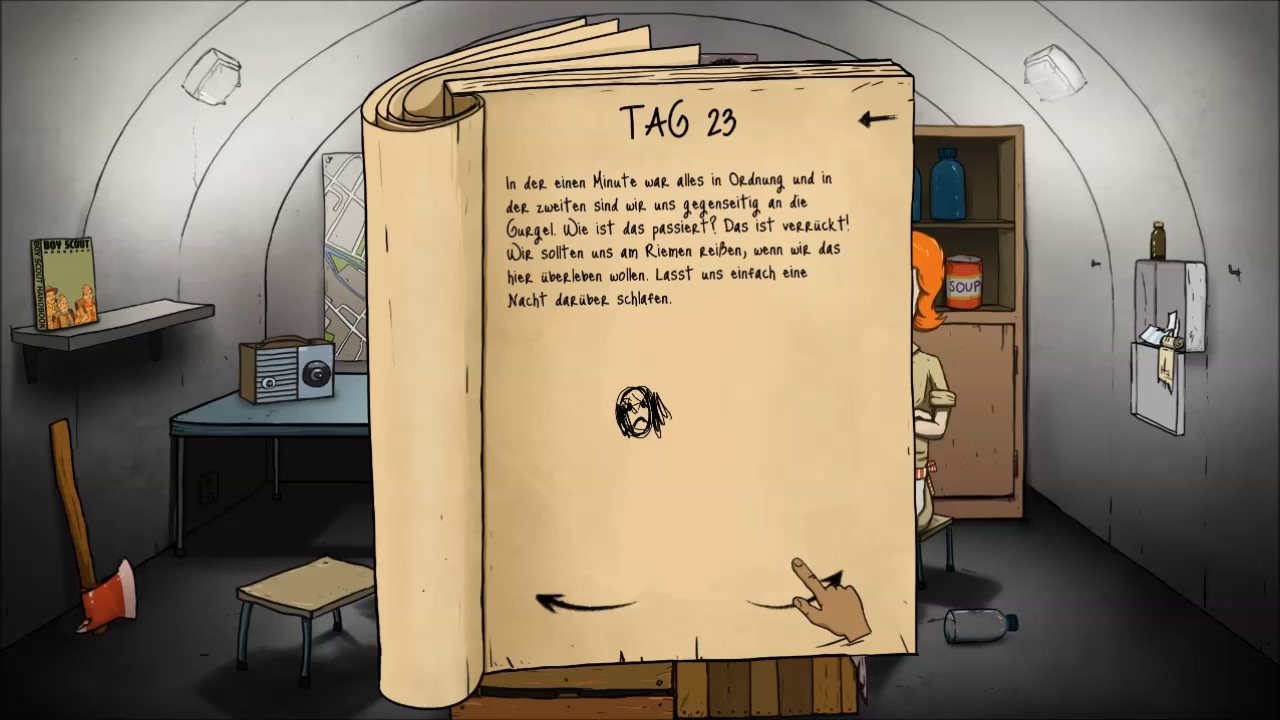 TAG 23
In der einen Minute war alles in Ordnung und in
der zweiten sind wir uns gegenseitig an die
Gurgel. Wie ist das passiert? Das ist verrückt!
Wir sollten uns am Riemen reißen, wenn wir das
hier überleben wollen. Lasst uns einfach eine
Nacht darüber schlafen.
BOY SCOUT
BOY SCOUT HANDBOOK
SOUP